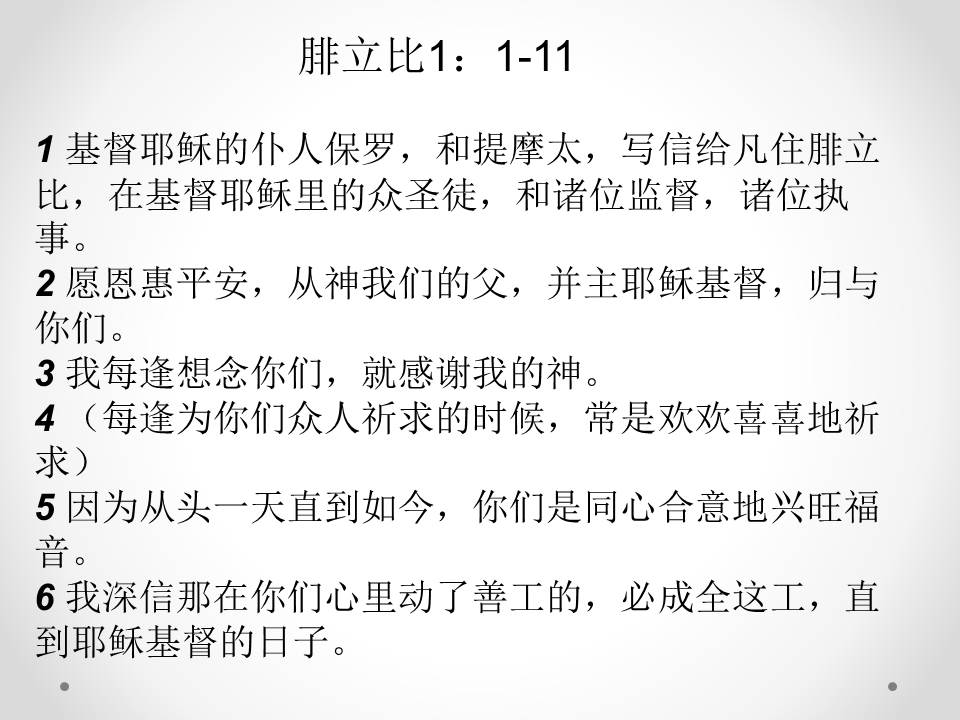 腓立比1：1-11
1 基督耶稣的仆人保罗，和提摩太，写信给凡住腓立
比，在基督耶稣里的众圣徒，和诸位监督，诸位执
事。
2 愿恩惠平安，从神我们的父，并主耶稣基督，归与
你们。
3 我每逢想念你们，就感谢我的神。
4 （每逢为你们众人祈求的时候，常是欢欢喜喜地祈
求）
5 因为从头一天直到如今，你们是同心合意地兴旺福
音。
6 我深信那在你们心里动了善工的，必成全这工，直
到耶稣基督的日子。